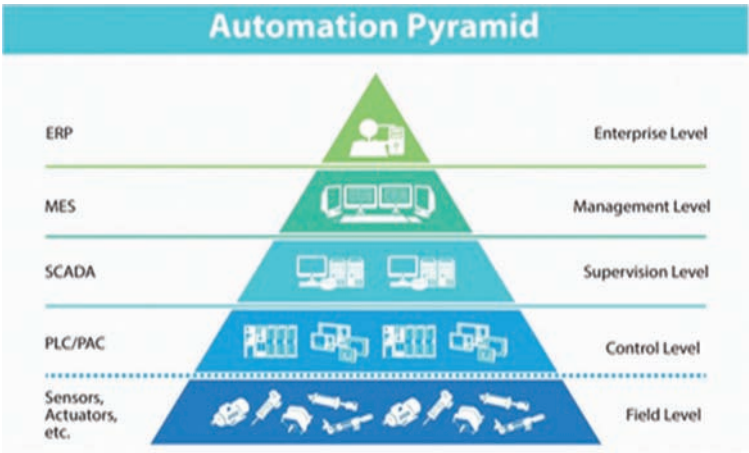 Automation Pyramid
ERP
Enterprise Level
MES
Management Level
SCADA
Supervision Level
PLC/PAC
Control Level
Sensors,
Actuators,
etc.
Field Level